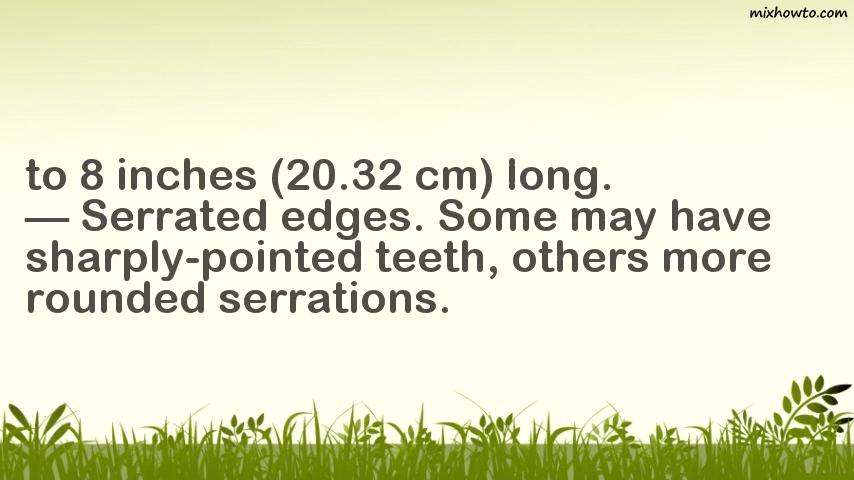 mixhowto.com
to 8 inches (20.32 cm) long.
— Serrated edges. Some may have
sharply-pointed teeth, others more
rounded serrations.